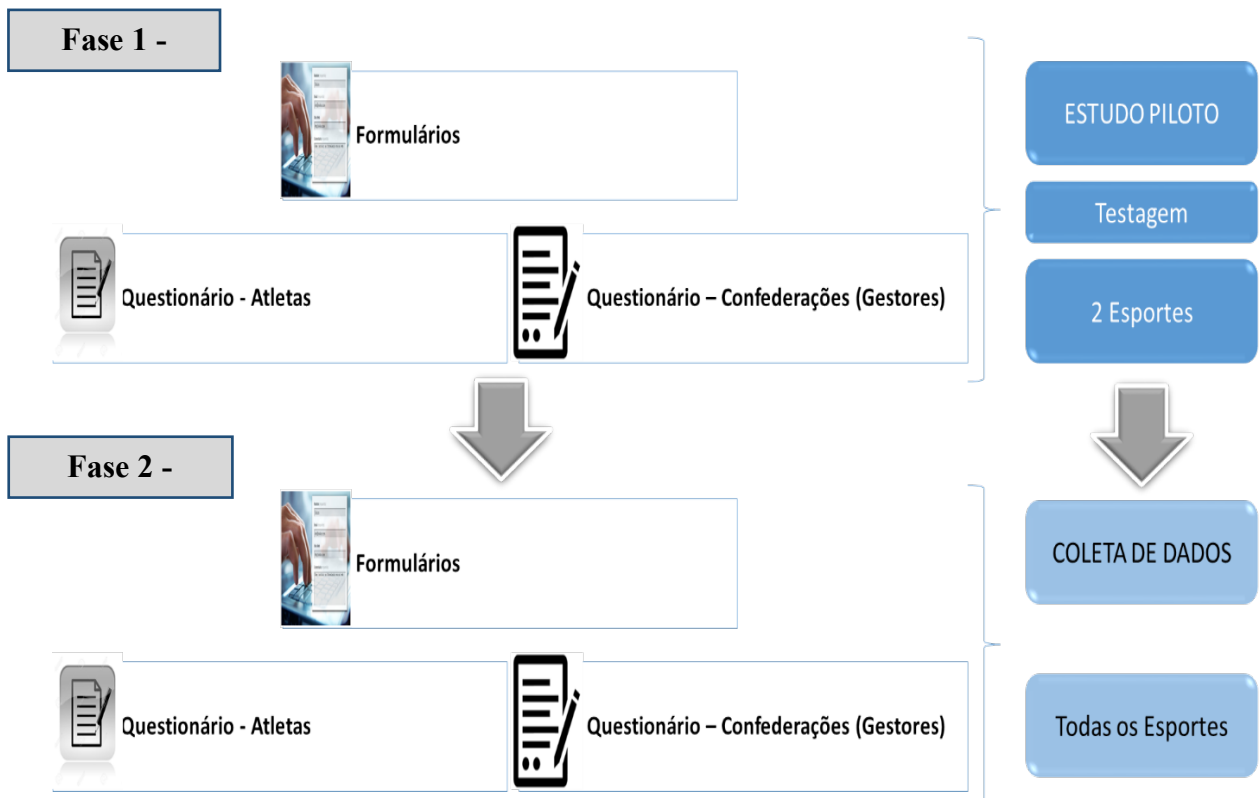 Fase 1 -
Formulários
Questionário - Atletas
Questionário – Confederações (Gestores)
ESTUDO PILOTO
Testagem
2 Esportes
Fase 2 -
Formulários
Questionário - Atletas
Questionário – Confederações (Gestores)
COLETA DE DADOS
Todas os Esportes